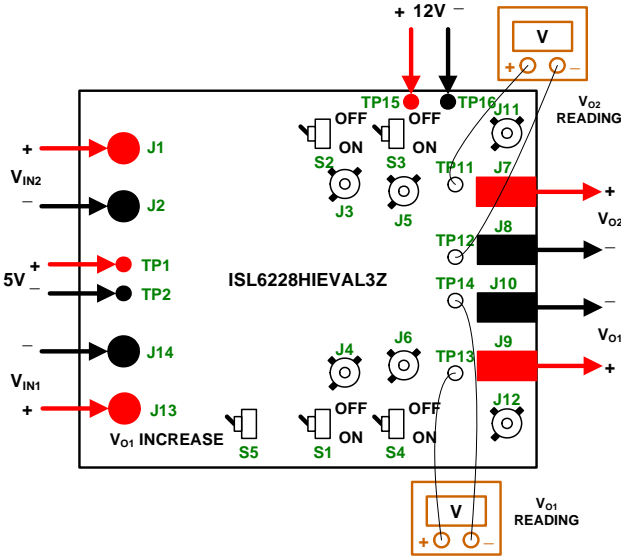 + 12V –
V
+ –
VO2
READING
TP15
TP16
OFF
OFF
J11
ON
ON
S2
S3
+
J1
VIN2
–
J2
J3
J5
TP11
J7
+
VO2
J8
–
TP12
+
5V
–
TP1
TP2
ISL6228HIEVAL3Z
TP14
J10
–
VO1
J9
+
–
J14
VIN1
+
J13
J4
J6
TP13
J12
VO1 INCREASE
OFF
OFF
ON
ON
S5
S1
S4
V
+ –
VO1
READING